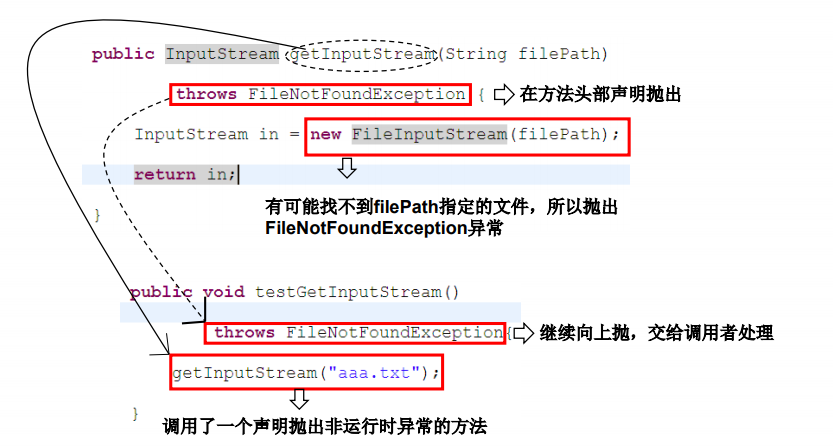 public InputStream getInputStream(String filePath)
throws FileNotFoundException { 在方法头部声明抛出
InputStream in = new FileInputStream(filePath);
return in;
有可能找不到filePath指定的文件，所以抛出
FileNotFoundException异常
}
public void testGetInputStream()
throws FileNotFoundException{ 继续向上抛，交给调用者处理
getInputStream("aaa.txt");
}
调用了一个声明抛出非运行时异常的方法